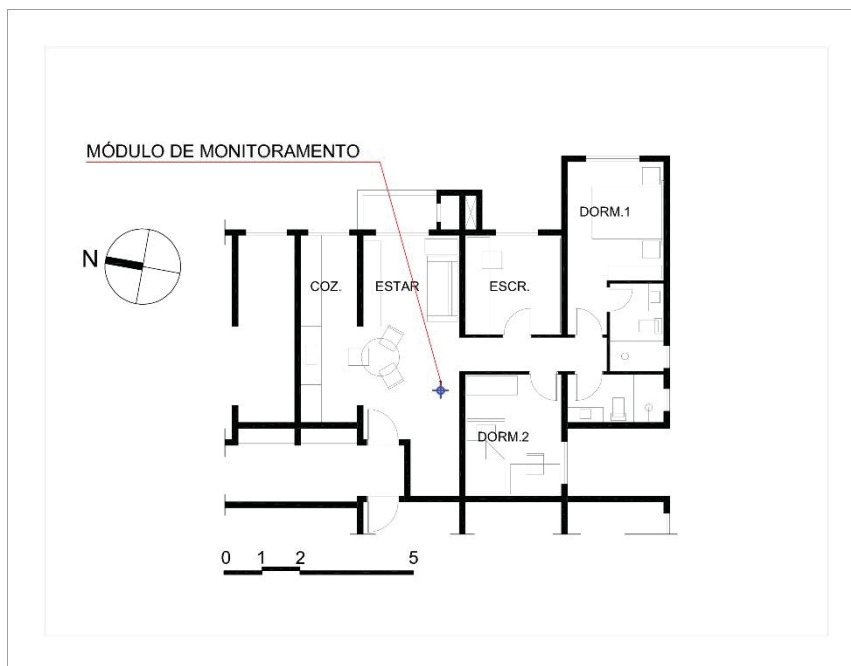 MÓDULO DE MONITORAMENTO
DORM.1
N
COZ.
ESTAR
ESCR.
DORM.2
0 1 2 5